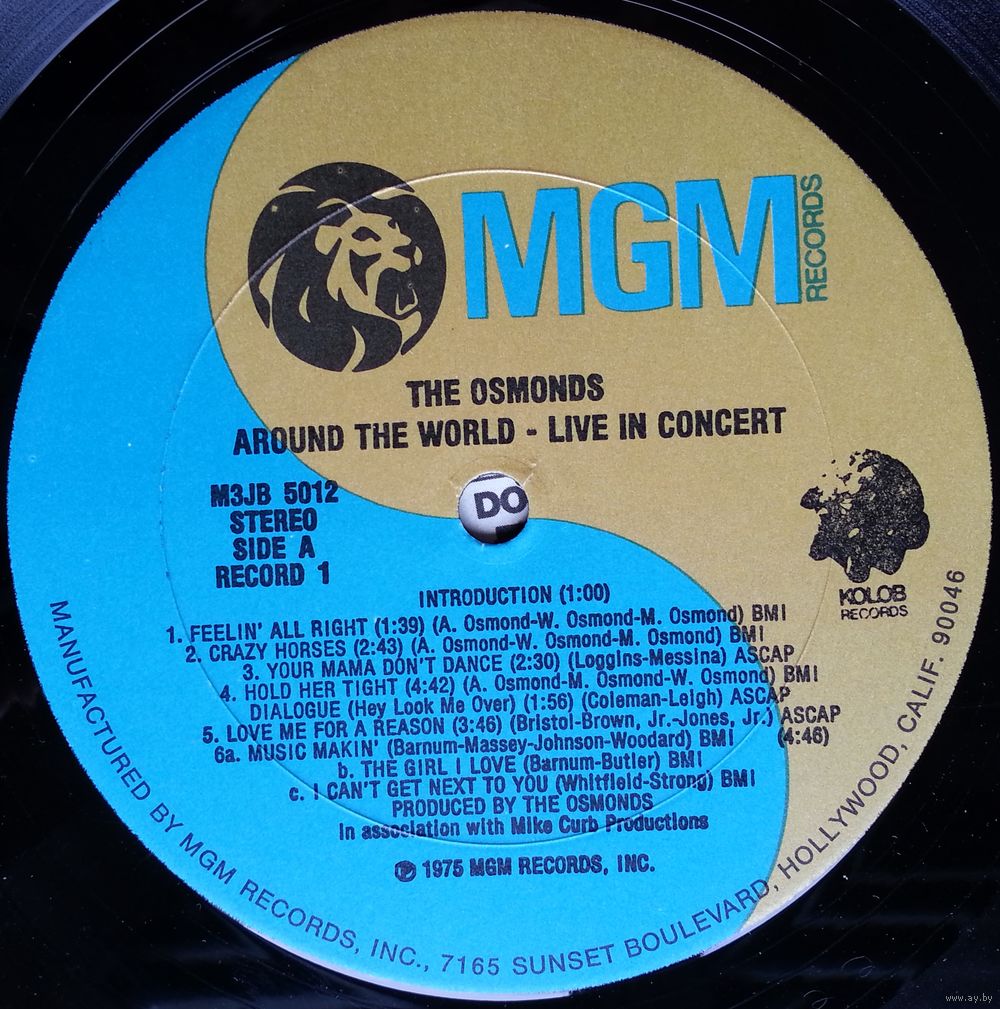 MGM
RECORDS
THE OSMONDS
AROUND THE WORLD - LIVE IN CONCERT
M3JB 5012
STEREO
SIDE A
RECORD 1
DO
KOLOB
RECORDS
INTRODUCTION (1:00)
1. FEELIN' ALL RIGHT (1:39) (A. Osmond-W. Osmond-M. Osmond) BMI
2. CRAZY HORSES (2:43) (A. Osmond-W. Osmond-M. Osmond) BMI
3. YOUR MAMA DON'T DANCE (2:30) (Loggins-Messina) ASCAP
4. HOLD HER TIGHT (4:42) (A. Osmond-M. Osmond-W. Osmond) BMI
DIALOGUE (Hey Look Me Over) (1:56) (Coleman-Leigh) ASCAP
5. LOVE ME FOR A REASON (3:46) (Bristol-Brown, Jr.-Jones, Jr.) ASCAP
6a. MUSIC MAKIN' (Barnum-Massey-Johnson-Woodard) BMI (4:46)
b. THE GIRL I LOVE (Barnum-Butler) BMI
c. I CAN'T GET NEXT TO YOU (Whitfield-Strong) BMI
PRODUCED BY THE OSMONDS
In association with Mike Curb Productions
℗ 1975 MGM RECORDS, INC.
MANUFACTURED BY MGM RECORDS, INC., 7165 SUNSET BOULEVARD, HOLLYWOOD, CALIF. 90046
www.ay.by